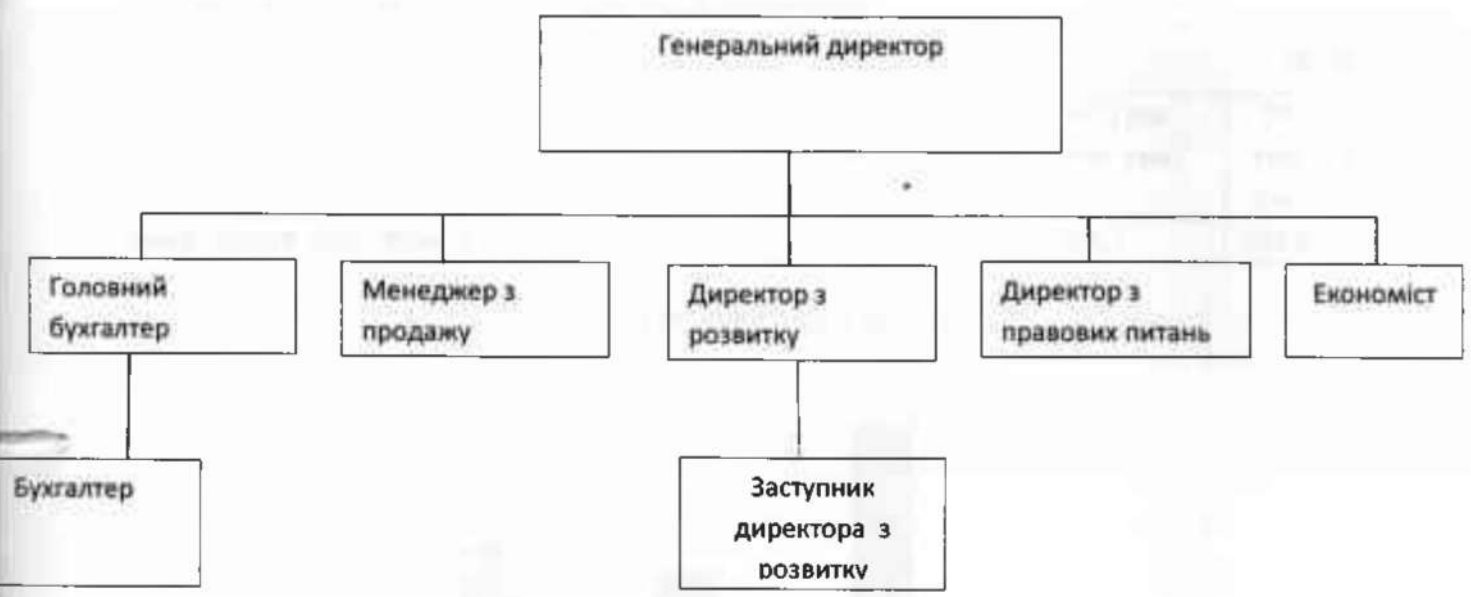 Генеральний директор
Головний
бухгалтер
Менеджер з
продажу
Директор з
розвитку
Директор з
правових питань
Економіст
Бухгалтер
Заступник
директора з
розвитку